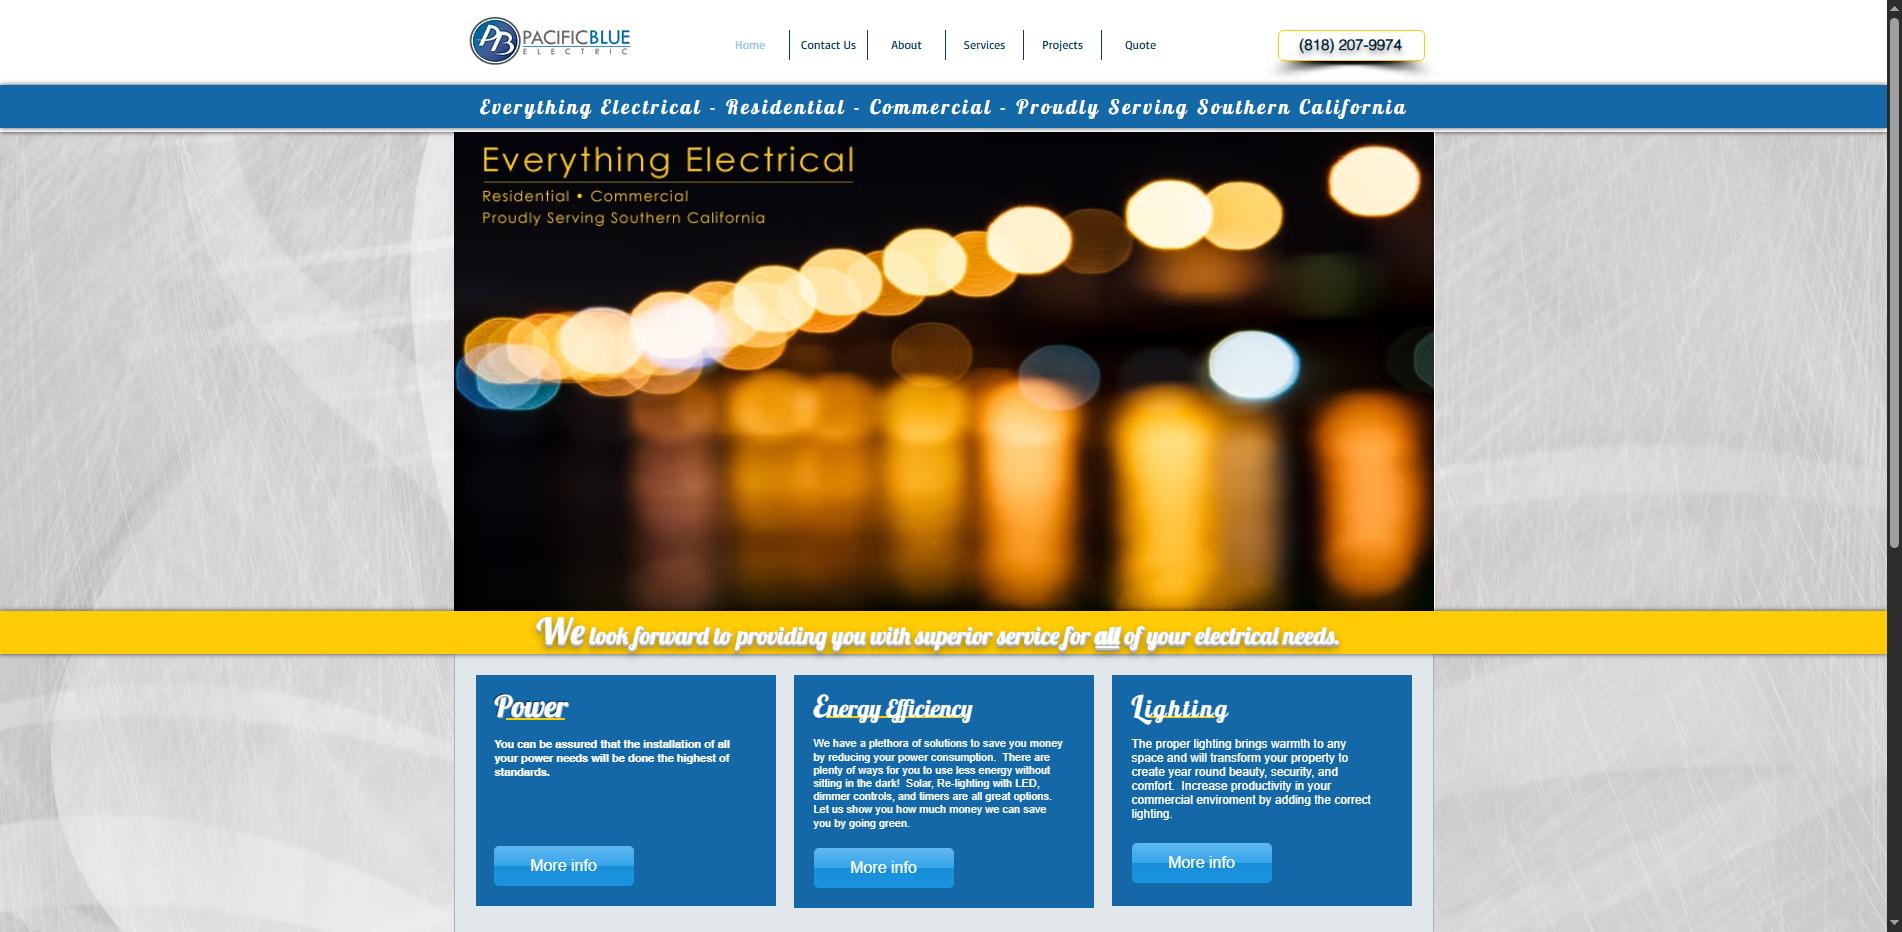 PB PACIFICBLUE
ELECTRIC
Home
Contact Us
About
Services
Projects
Quote
(818) 207-9974
Everything Electrical - Residential - Commercial - Proudly Serving Southern California
Everything Electrical
Residential • Commercial
Proudly Serving Southern California
We look forward to providing you with superior service for all of your electrical needs.
Power
You can be assured that the installation of all
your power needs will be done the highest of
standards.
More info
Energy Efficiency
We have a plethora of solutions to save you money
by reducing your power consumption.  There are
plenty of ways for you to use less energy without
sitting in the dark!  Solar, Re-lighting with LED,
dimmer controls, and timers are all great options.
Let us show you how much money we can save
you by going green.
More info
Lighting
The proper lighting brings warmth to any
space and will transform your property to
create year round beauty, security, and
comfort.  Increase productivity in your
commercial enviroment by adding the correct
lighting.
More info